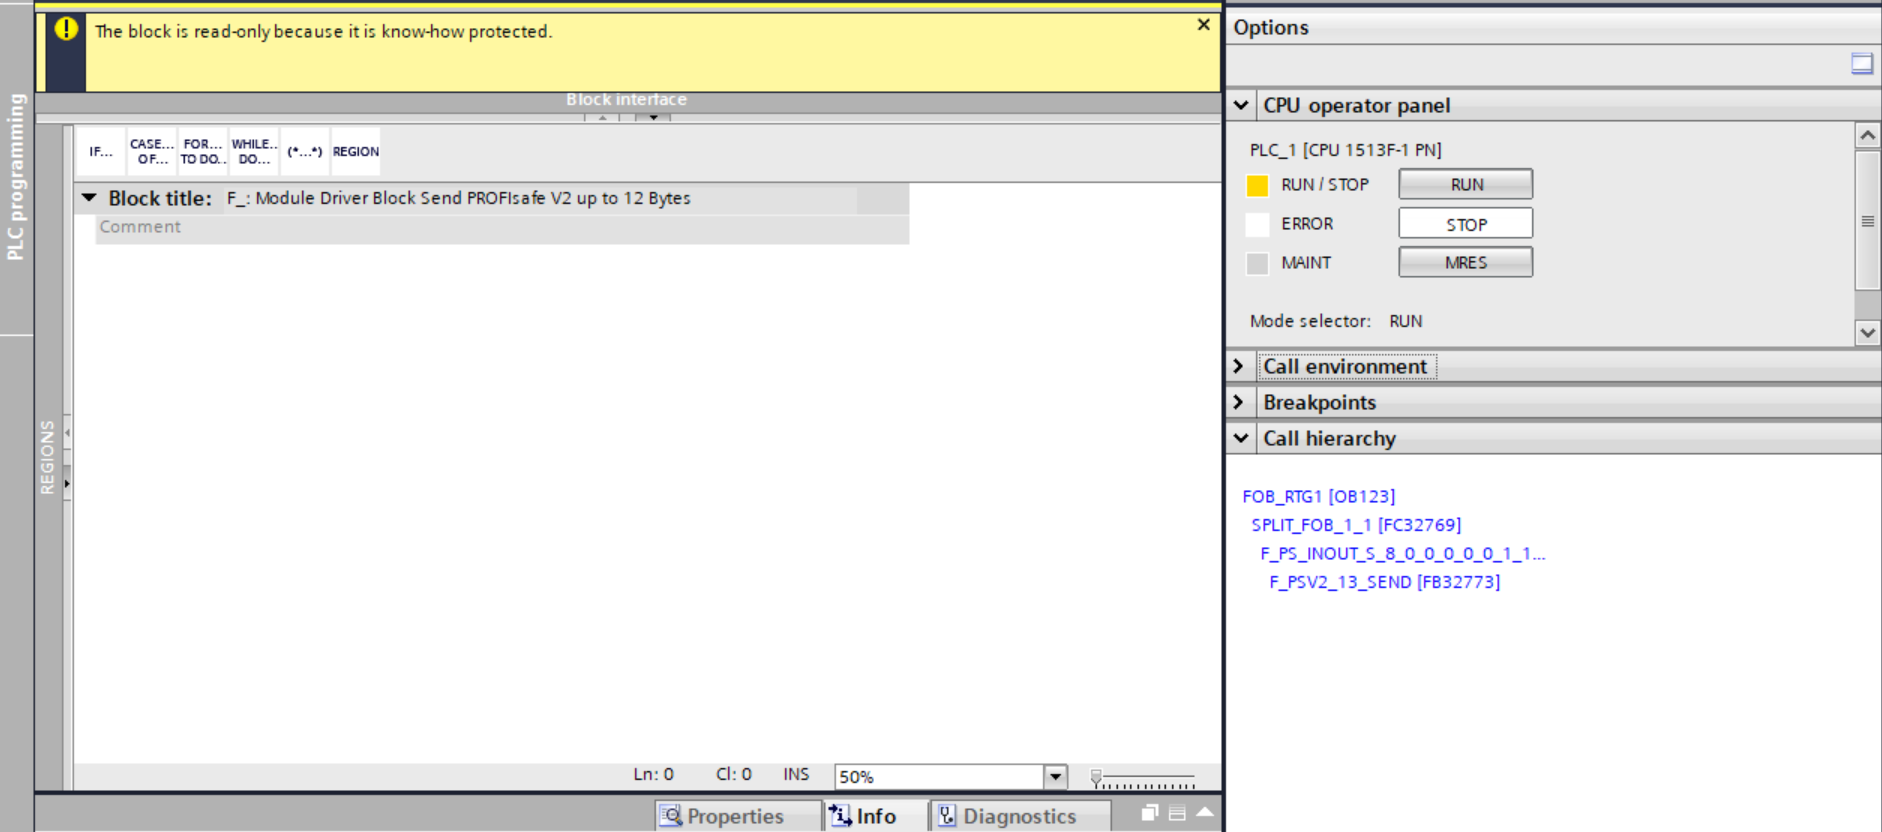 PLC programming
The block is read-only because it is know-how protected.
Block interface
IF...
CASE... OF...
FOR... TO DO..
WHILE.. DO...
(*...*)
REGION
Block title: F_: Module Driver Block Send PROFIsafe V2 up to 12 Bytes
Comment
REGIONS
Ln: 0 Cl: 0 INS 50%
Properties Info Diagnostics
Options
CPU operator panel
PLC_1 [CPU 1513F-1 PN]
RUN / STOP RUN
ERROR STOP
MAINT MRES
Mode selector: RUN
Call environment
Breakpoints
Call hierarchy
FOB_RTG1 [OB123]
SPLIT_FOB_1_1 [FC32769]
F_PS_INOUT_S_8_0_0_0_0_0_1_1...
F_PSV2_13_SEND [FB32773]